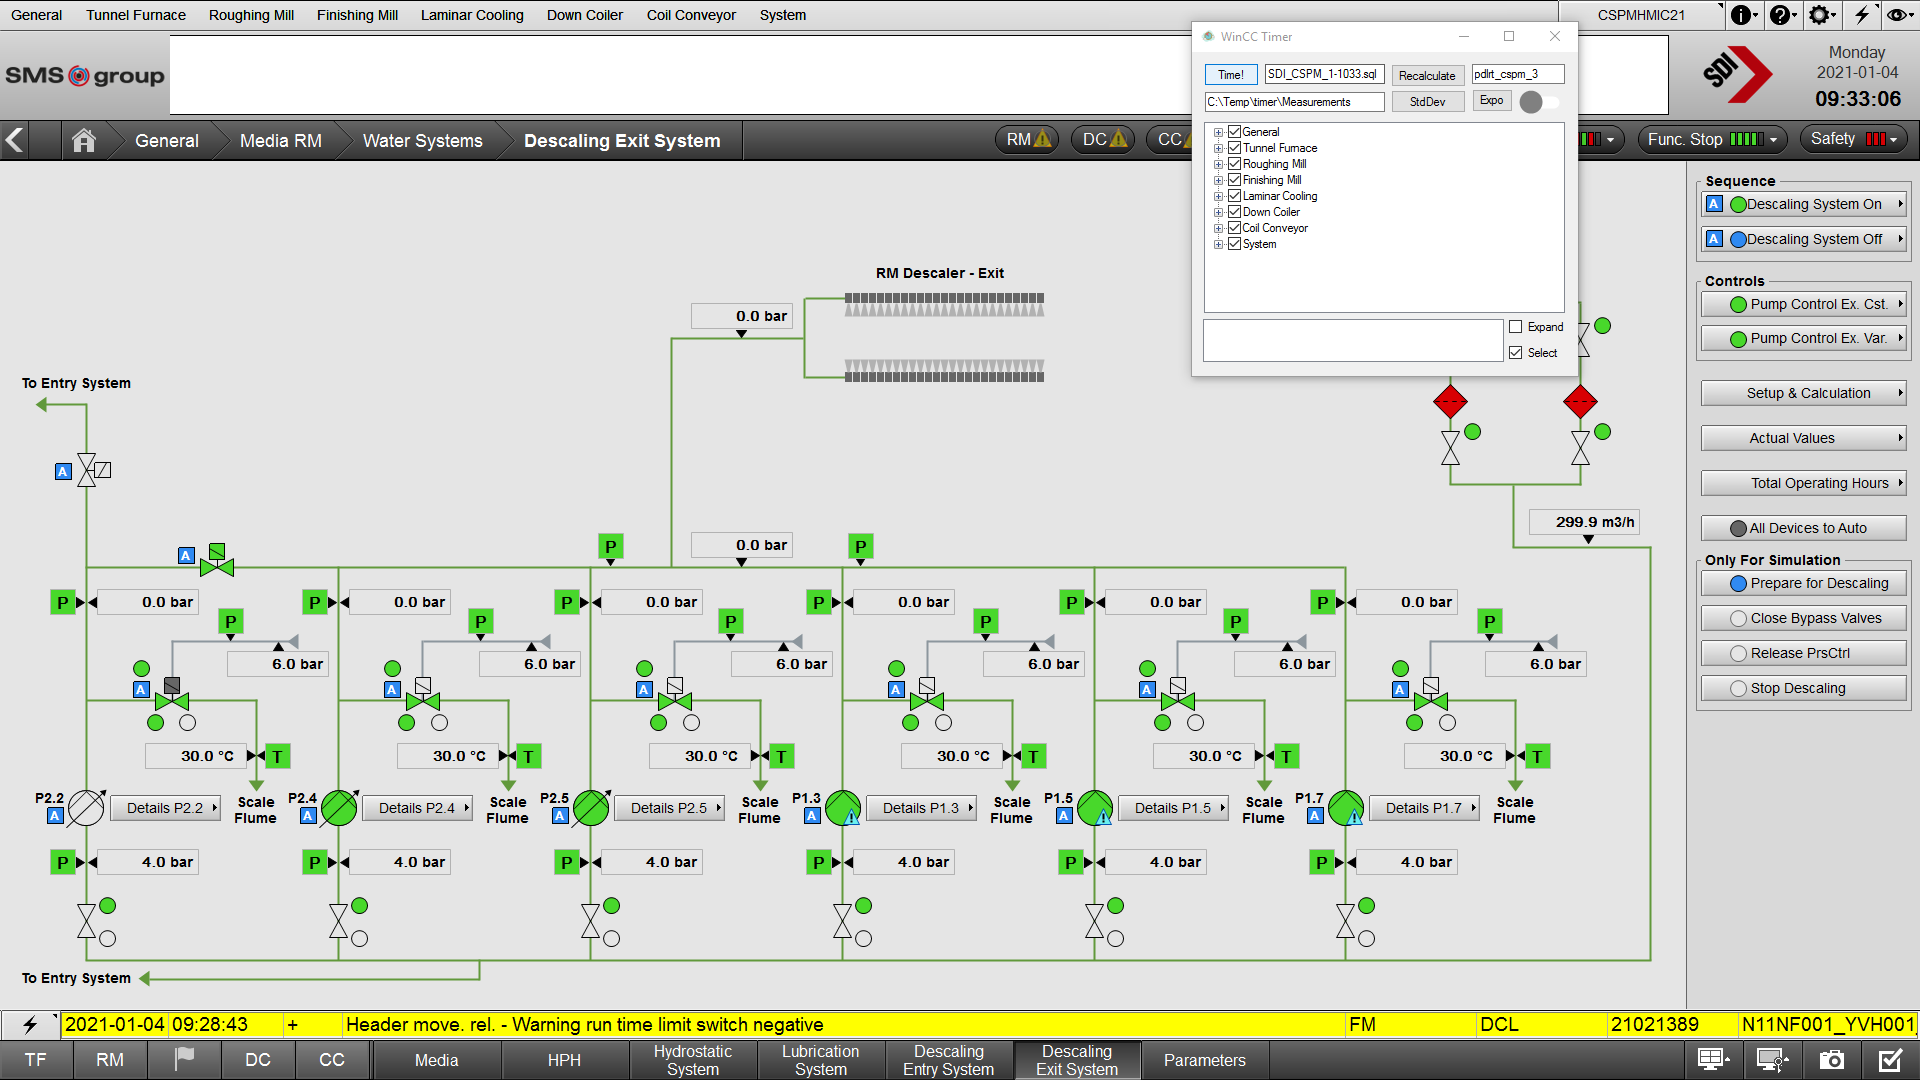 General Tunnel Furnace Roughing Mill Finishing Mill Laminar Cooling Down Coiler Coil Conveyor System CSPMHMIC21
SMS group
SDI
Monday
2021-01-04
09:33:06
WinCC Timer
Time! SDI_CSPM_1-1033.sql Recalculate pdlrt_cspm_3
C:\Temp\timer\Measurements StdDev Expo
General
Tunnel Furnace
Roughing Mill
Finishing Mill
Laminar Cooling
Down Coiler
Coil Conveyor
System
Expand
Select
General Media RM Water Systems Descaling Exit System RM DC CC Func. Stop Safety
Sequence
A Descaling System On
A Descaling System Off
Controls
Pump Control Ex. Cst.
Pump Control Ex. Var.
Setup & Calculation
Actual Values
Total Operating Hours
All Devices to Auto
Only For Simulation
Prepare for Descaling
Close Bypass Valves
Release PrsCtrl
Stop Descaling
RM Descaler - Exit
0.0 bar
To Entry System
A
299.9 m3/h
P 0.0 bar P
A
P 0.0 bar P 0.0 bar P 0.0 bar P 0.0 bar P 0.0 bar P 0.0 bar
P P P P P P
6.0 bar 6.0 bar 6.0 bar 6.0 bar 6.0 bar 6.0 bar
A A A A A A
30.0 °C T 30.0 °C T 30.0 °C T 30.0 °C T 30.0 °C T 30.0 °C T
P2.2 A Details P2.2 Scale Flume
P2.4 A Details P2.4 Scale Flume
P2.5 A Details P2.5 Scale Flume
P1.3 A Details P1.3 Scale Flume
P1.5 A Details P1.5 Scale Flume
P1.7 A Details P1.7 Scale Flume
P 4.0 bar P 4.0 bar P 4.0 bar P 4.0 bar P 4.0 bar P 4.0 bar
To Entry System
2021-01-04 09:28:43 + Header move. rel. - Warning run time limit switch negative FM DCL 21021389 N11NF001_YVH001
TF RM DC CC Media HPH Hydrostatic System Lubrication System Descaling Entry System Descaling Exit System Parameters